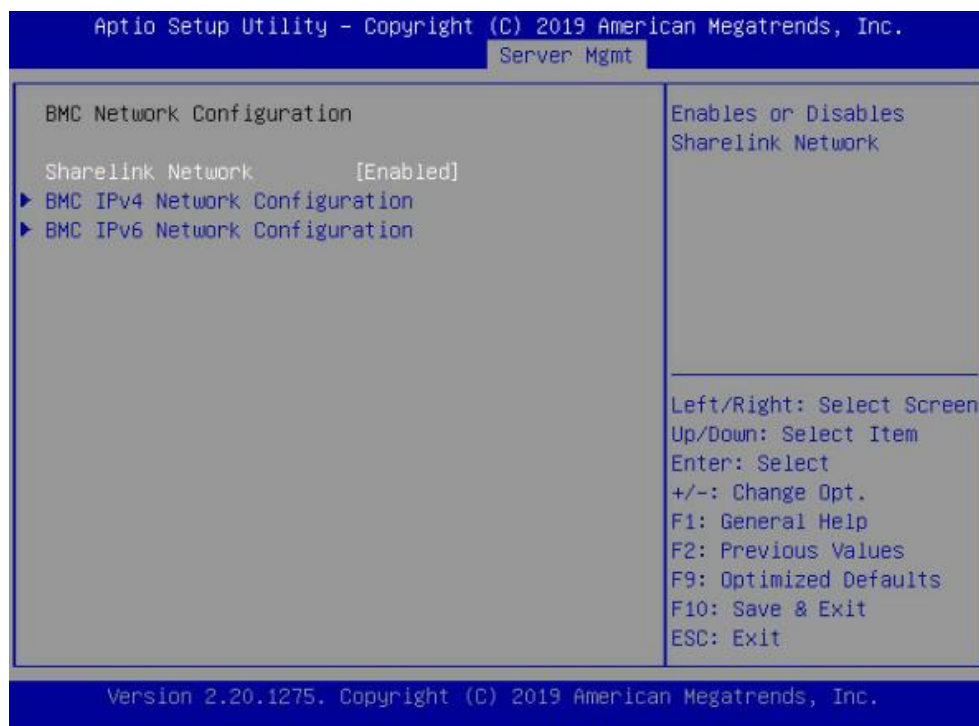 Aptio Setup Utility – Copyright (C) 2019 American Megatrends, Inc.
Server Mgmt
BMC Network Configuration
Sharelink Network [Enabled]
BMC IPv4 Network Configuration
BMC IPv6 Network Configuration
Enables or Disables
Sharelink Network
Left/Right: Select Screen
Up/Down: Select Item
Enter: Select
+/-: Change Opt.
F1: General Help
F2: Previous Values
F9: Optimized Defaults
F10: Save & Exit
ESC: Exit
Version 2.20.1275. Copyright (C) 2019 American Megatrends, Inc.